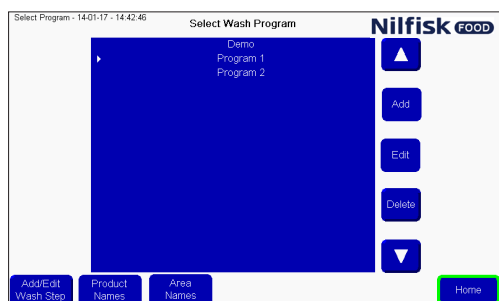 Select Program - 14-01-17 - 14:42:46
Select Wash Program
Nilfisk FOOD
Demo
Program 1
Program 2
Add
Edit
Delete
Add/Edit
Wash Step
Product
Names
Area
Names
Home